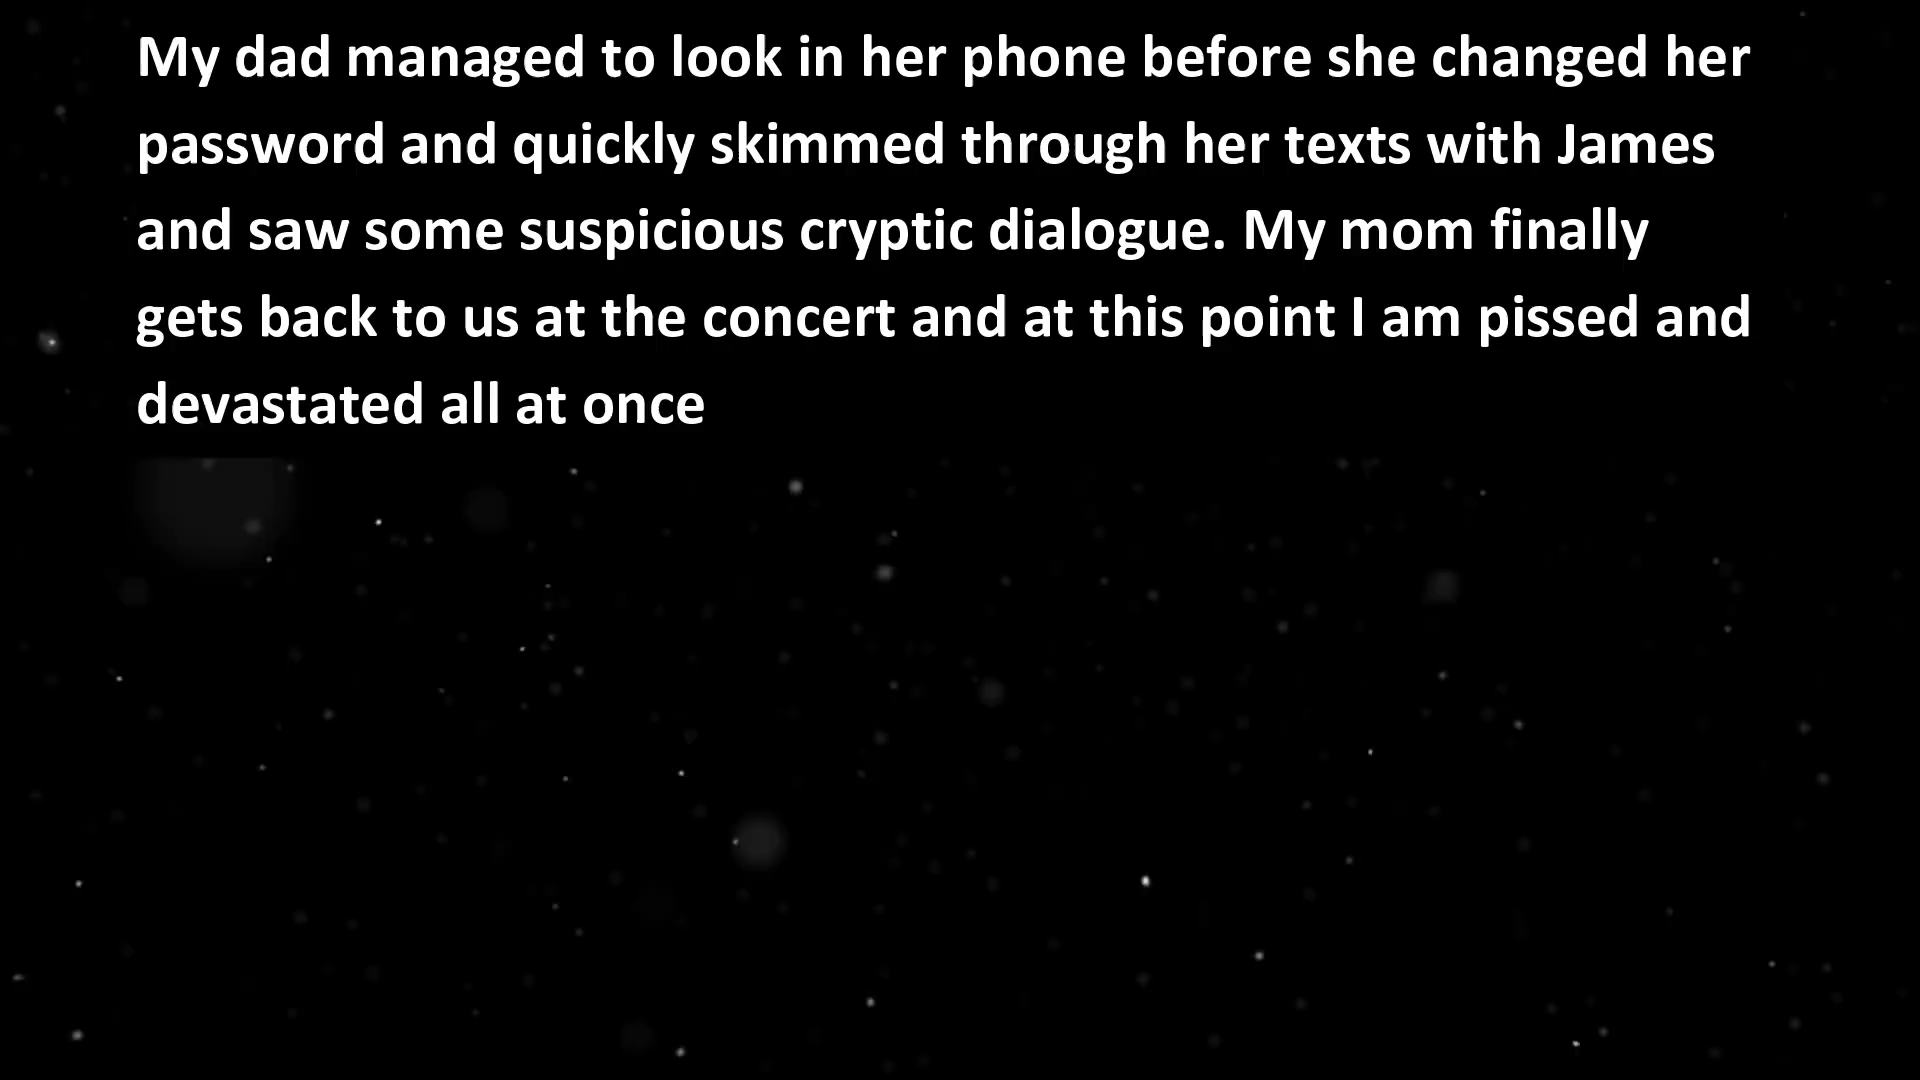 My dad managed to look in her phone before she changed her
password and quickly skimmed through her texts with James
and saw some suspicious cryptic dialogue. My mom finally
gets back to us at the concert and at this point I am pissed and
devastated all at once